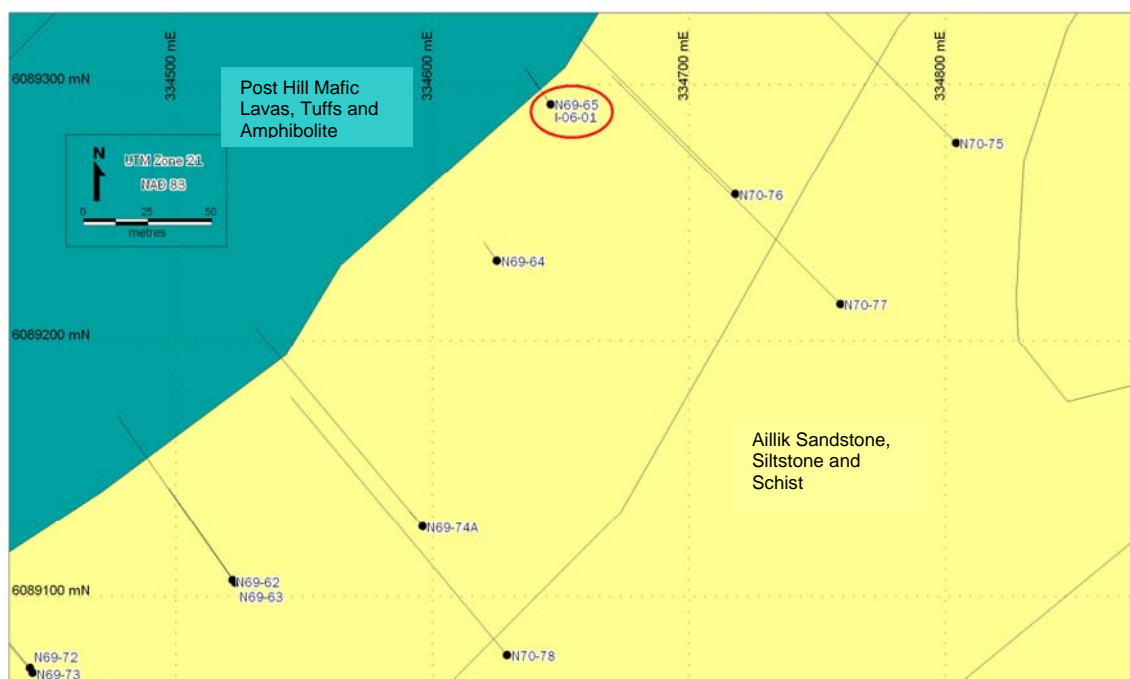 334500 mE
334600 mE
334700 mE
334800 mE
6089300 mN
Post Hill Mafic
Lavas, Tuffs and
Amphibolite
N69-65
I-06-01
N
UTM Zone 21
NAD 83
0 25 50
metres
N70-75
N70-76
N69-64
N70-77
6089200 mN
Aillik Sandstone,
Siltstone and
Schist
N69-74A
6089100 mN
N69-62
N69-63
N70-78
N69-72
N69-73